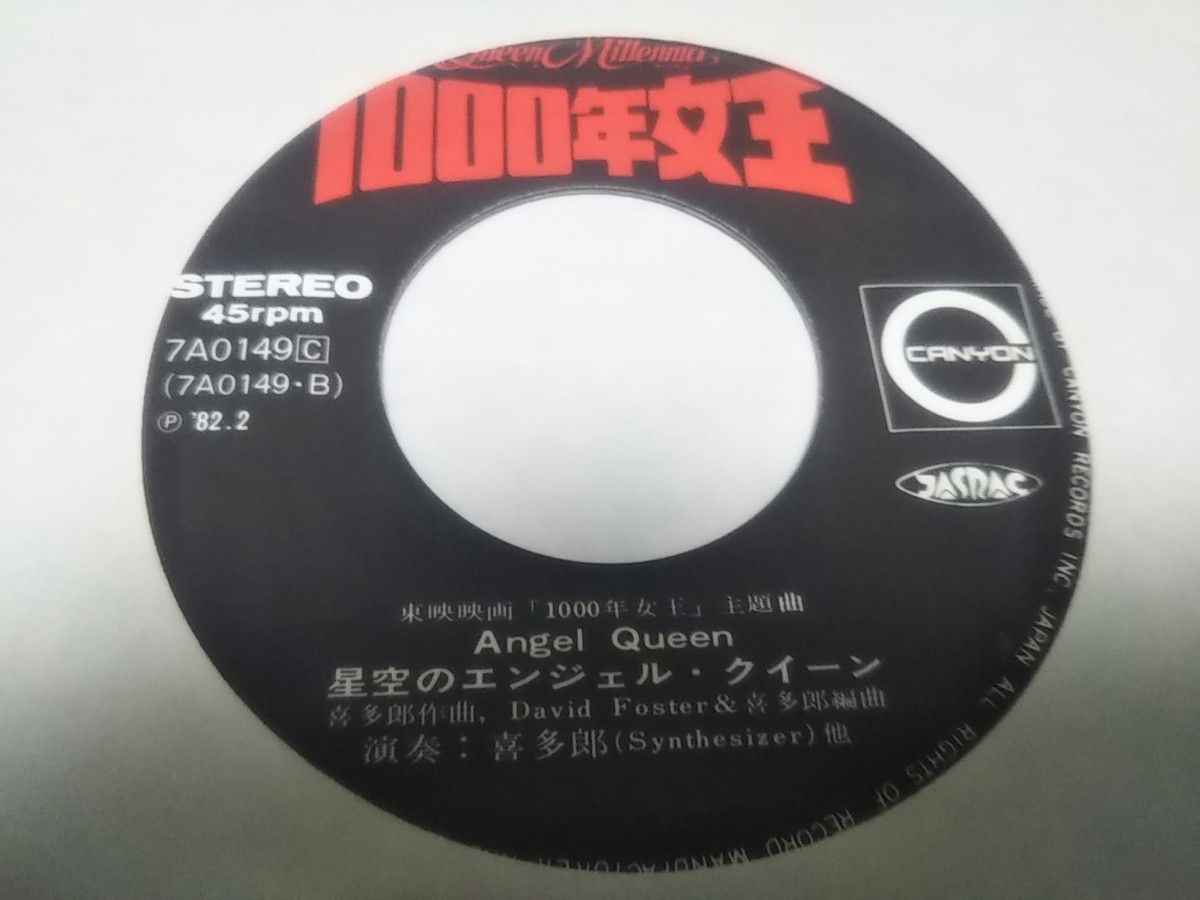 Queen Millennia
1000年女王
STEREO
45rpm
7A0149 C
(7A0149・B)
Ⓟ '82.2
CANYON
JASRAC
東映映画「1000年女王」主題曲
Angel Queen
星空のエンジェル・クイーン
喜多郎作曲, David Foster&喜多郎編曲
演奏：喜多郎(Synthesizer)他
CANYON RECORDS INC. JAPAN ALL RIGHTS OF RECORD MANUFACTURER